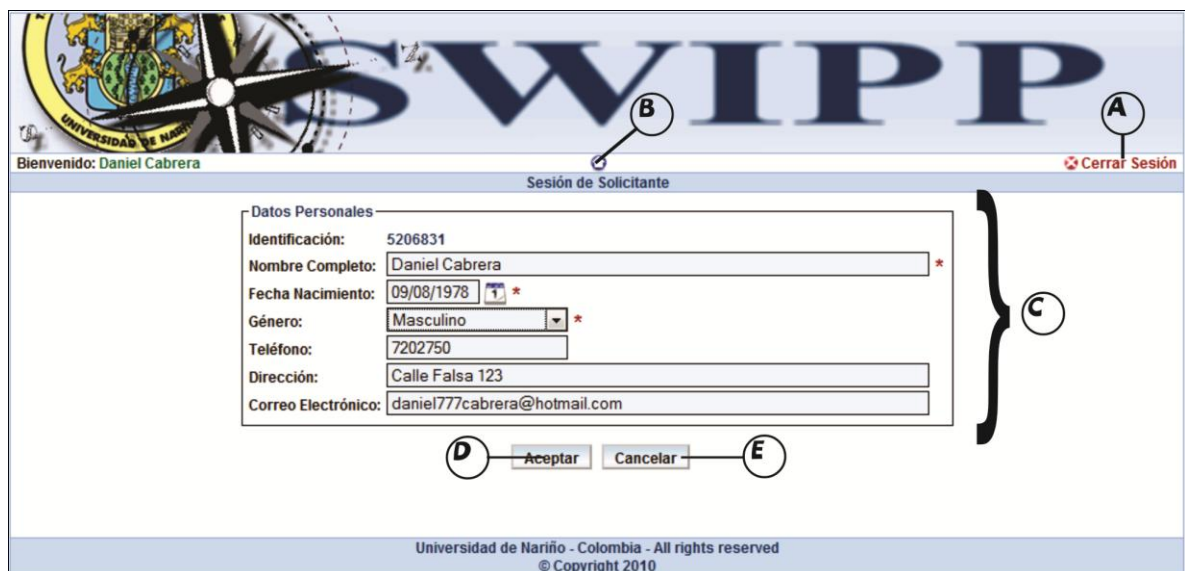 SWIPP
UNIVERSIDAD DE NARIÑ
B
A
Bienvenido: Daniel Cabrera
Cerrar Sesión
Sesión de Solicitante
Datos Personales
Identificación: 5206831
Nombre Completo: Daniel Cabrera *
Fecha Nacimiento: 09/08/1978 1 *
Género: Masculino *
C
Teléfono: 7202750
Dirección: Calle Falsa 123
Correo Electrónico: daniel777cabrera@hotmail.com
D Aceptar Cancelar E
Universidad de Nariño - Colombia - All rights reserved
© Copyright 2010